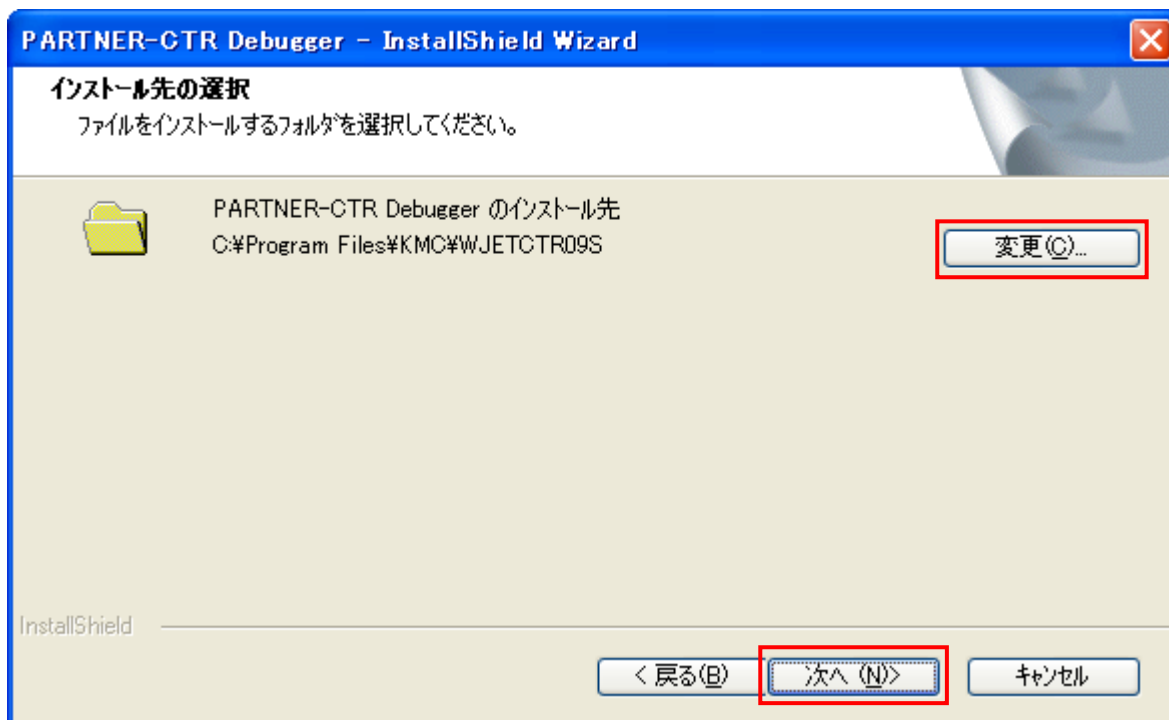 PARTNER-CTR Debugger - InstallShield Wizard
インストール先の選択
ファイルをインストールするフォルダを選択してください。
PARTNER-CTR Debugger のインストール先
C:¥Program Files¥KMC¥WJETCTR09S
変更(C)...
InstallShield
< 戻る(B)
次へ (N)>
キャンセル